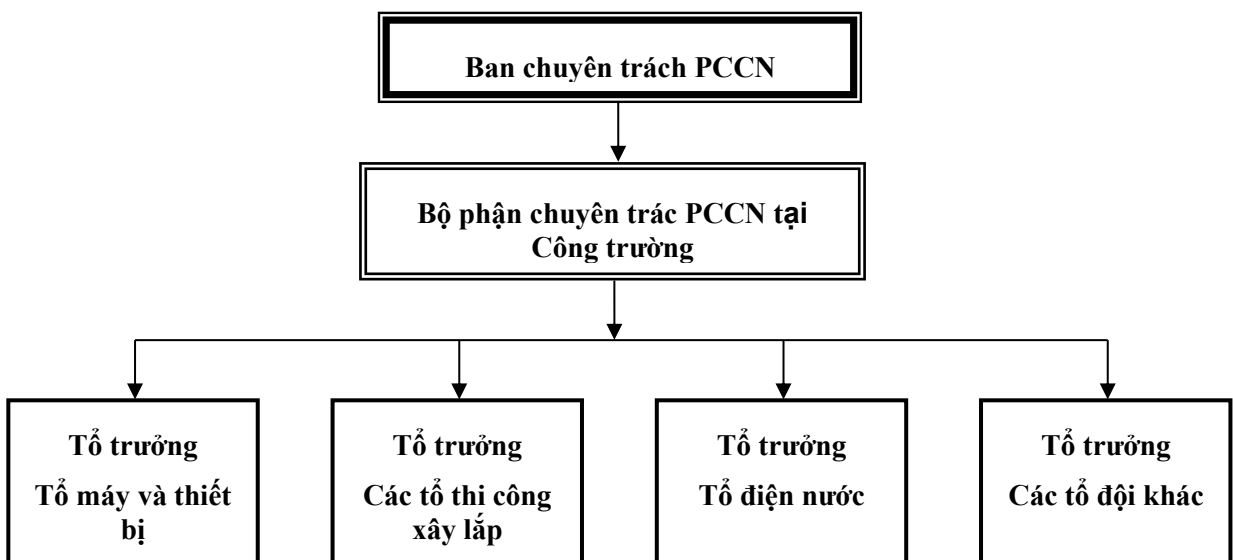 Ban chuyên trách PCCN
Bộ phận chuyên trác PCCN tại
Công trường
Tổ trưởng
Tổ máy và thiết
bị
Tổ trưởng
Các tổ thi công
xây lắp
Tổ trưởng
Tổ điện nước
Tổ trưởng
Các tổ đội khác